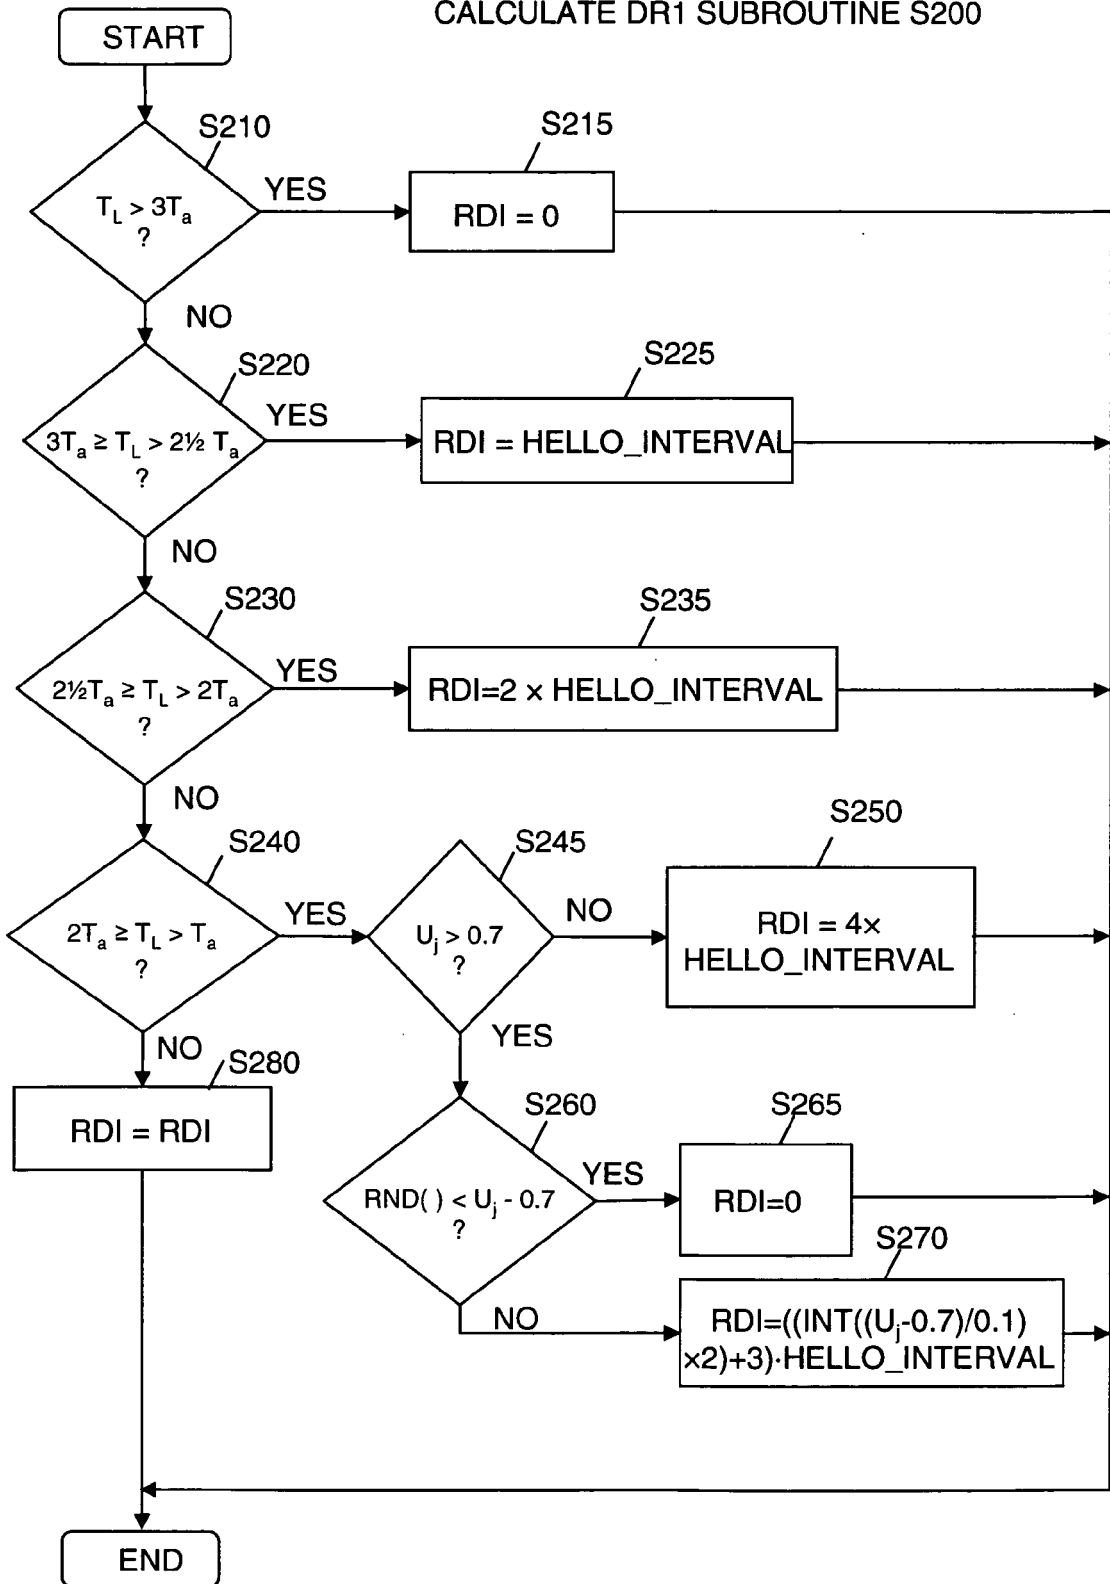 CALCULATE DR1 SUBROUTINE S200
START
S210
T_L > 3T_a
?
YES
S215
RDI = 0
NO
S220
3T_a ≥ T_L > 2½ T_a
?
YES
S225
RDI = HELLO_INTERVAL
NO
S230
2½T_a ≥ T_L > 2T_a
?
YES
S235
RDI=2 × HELLO_INTERVAL
NO
S240
2T_a ≥ T_L > T_a
?
YES
S245
U_j > 0.7
?
NO
S250
RDI = 4×
HELLO_INTERVAL
YES
NO
S280
RDI = RDI
S260
RND( ) < U_j - 0.7
?
YES
S265
RDI=0
NO
S270
RDI=((INT((U_j-0.7)/0.1)
×2)+3)·HELLO_INTERVAL
END